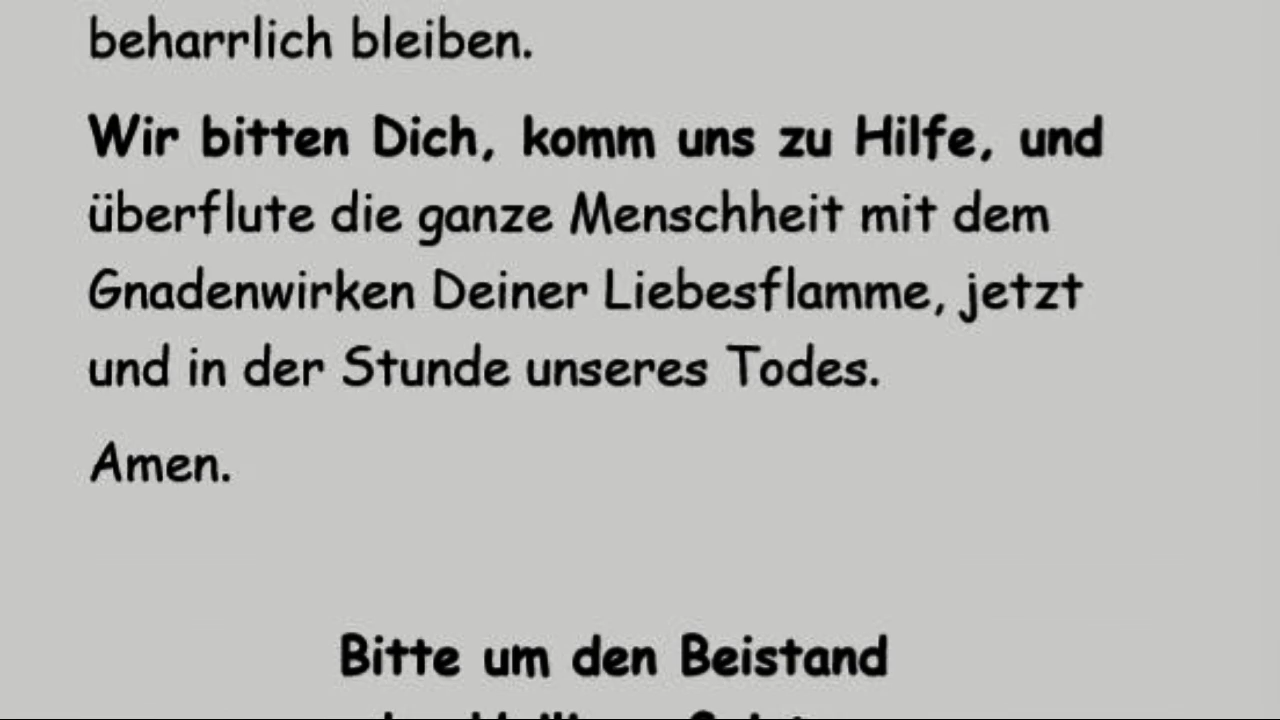 beharrlich bleiben.
Wir bitten Dich, komm uns zu Hilfe, und
überflute die ganze Menschheit mit dem
Gnadenwirken Deiner Liebesflamme, jetzt
und in der Stunde unseres Todes.
Amen.
Bitte um den Beistand